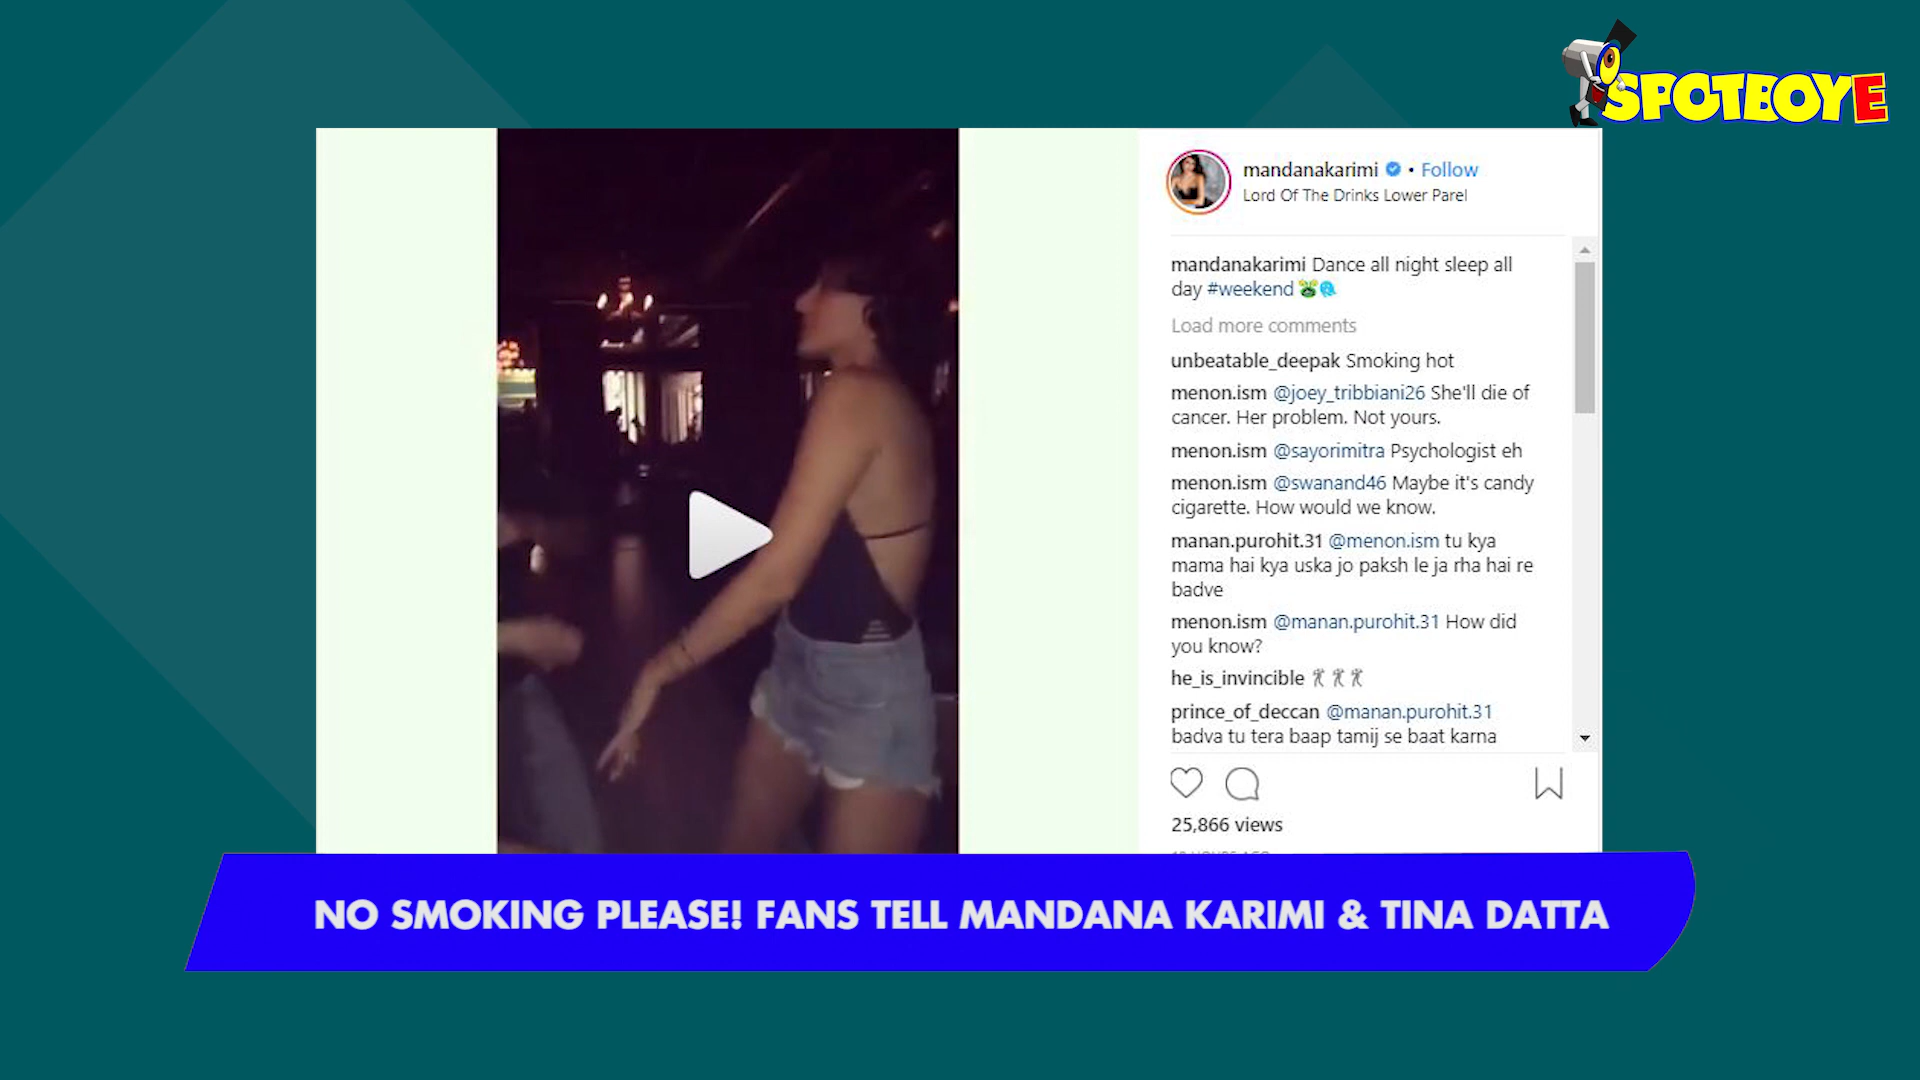 SPOTBOYE
mandanakarimi • Follow
Lord Of The Drinks Lower Parel
mandanakarimi Dance all night sleep all
day #weekend
Load more comments
unbeatable_deepak Smoking hot
menon.ism @joey_tribbiani26 She'll die of
cancer. Her problem. Not yours.
menon.ism @sayorimitra Psychologist eh
menon.ism @swanand46 Maybe it's candy
cigarette. How would we know.
manan.purohit.31 @menon.ism tu kya
mama hai kya uska jo paksh le ja rha hai re
badve
menon.ism @manan.purohit.31 How did
you know?
he_is_invincible
prince_of_deccan @manan.purohit.31
badva tu tera baap tamij se baat karna
25,866 views
NO SMOKING PLEASE! FANS TELL MANDANA KARIMI & TINA DATTA